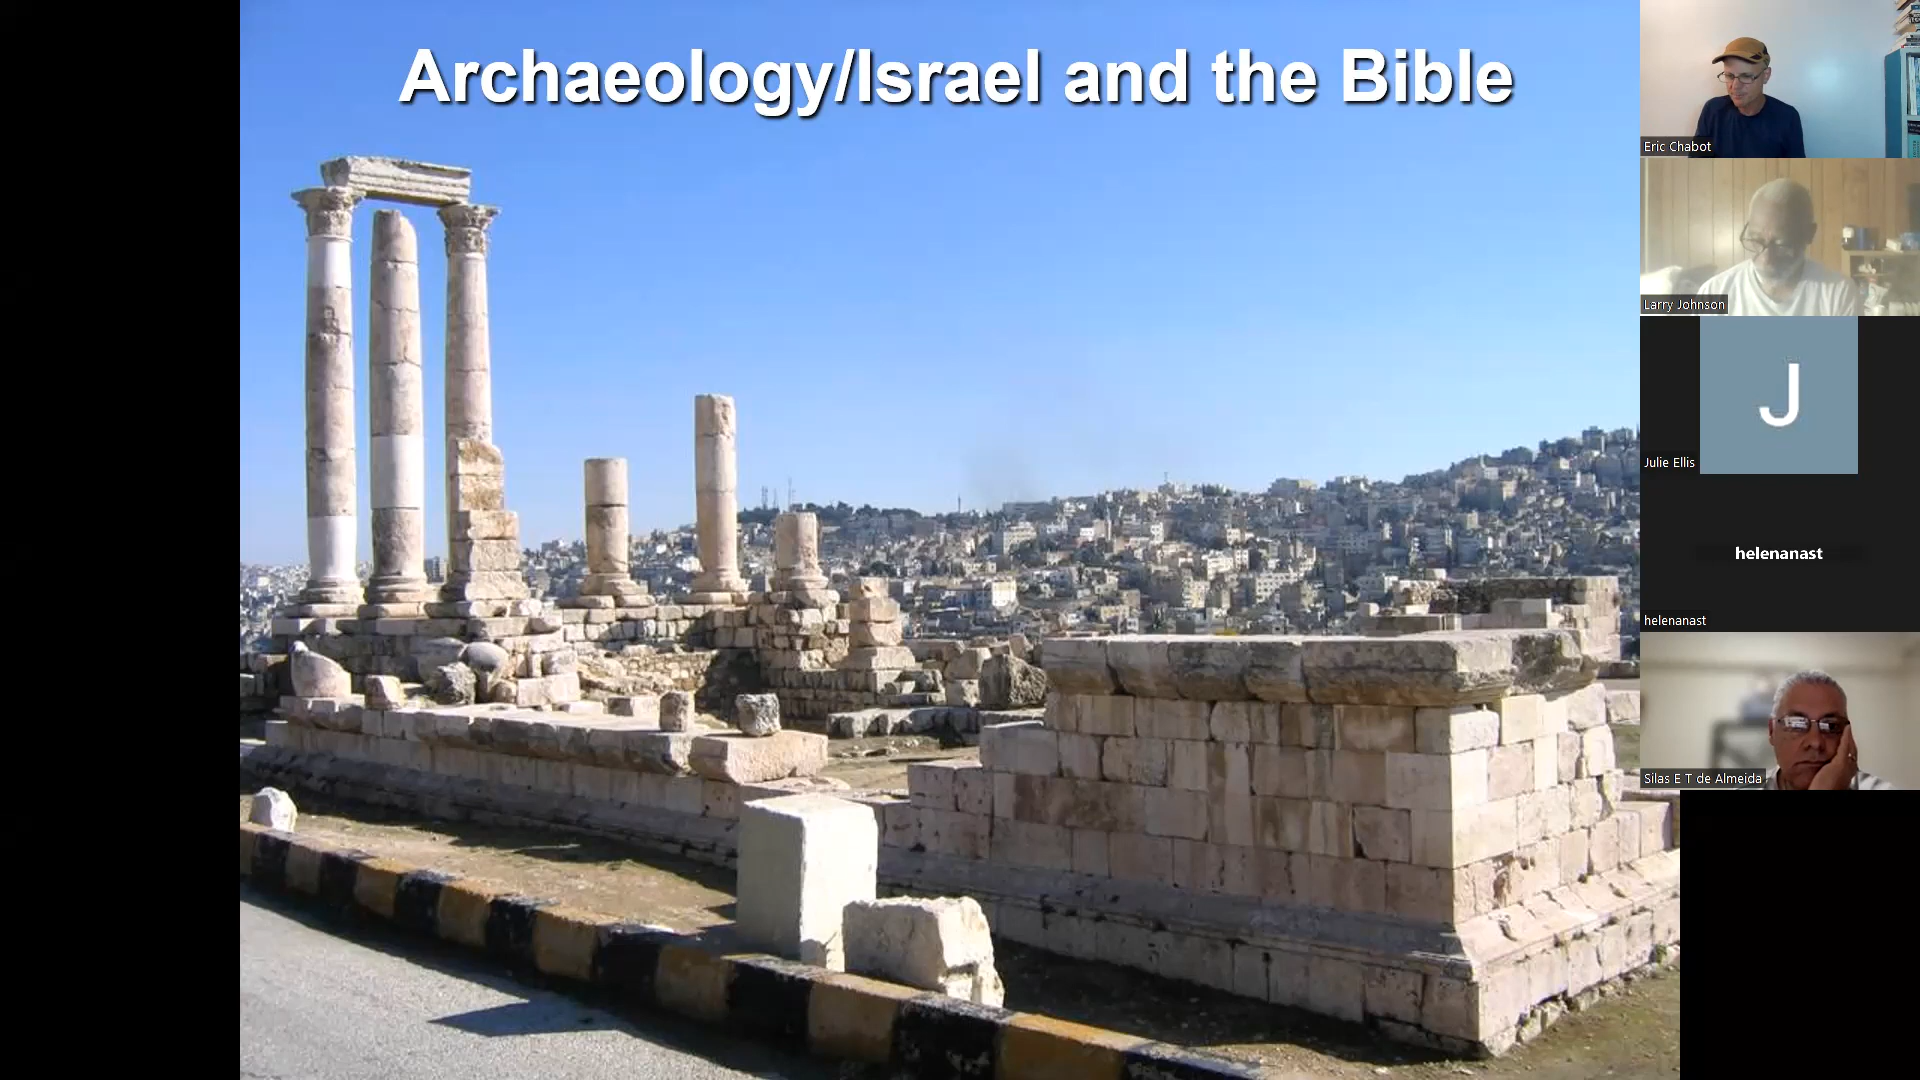 Archaeology/Israel and the Bible
Eric Chabot
Larry Johnson
J
Julie Ellis
helenanast
helenanast
Silas E T de Almeida